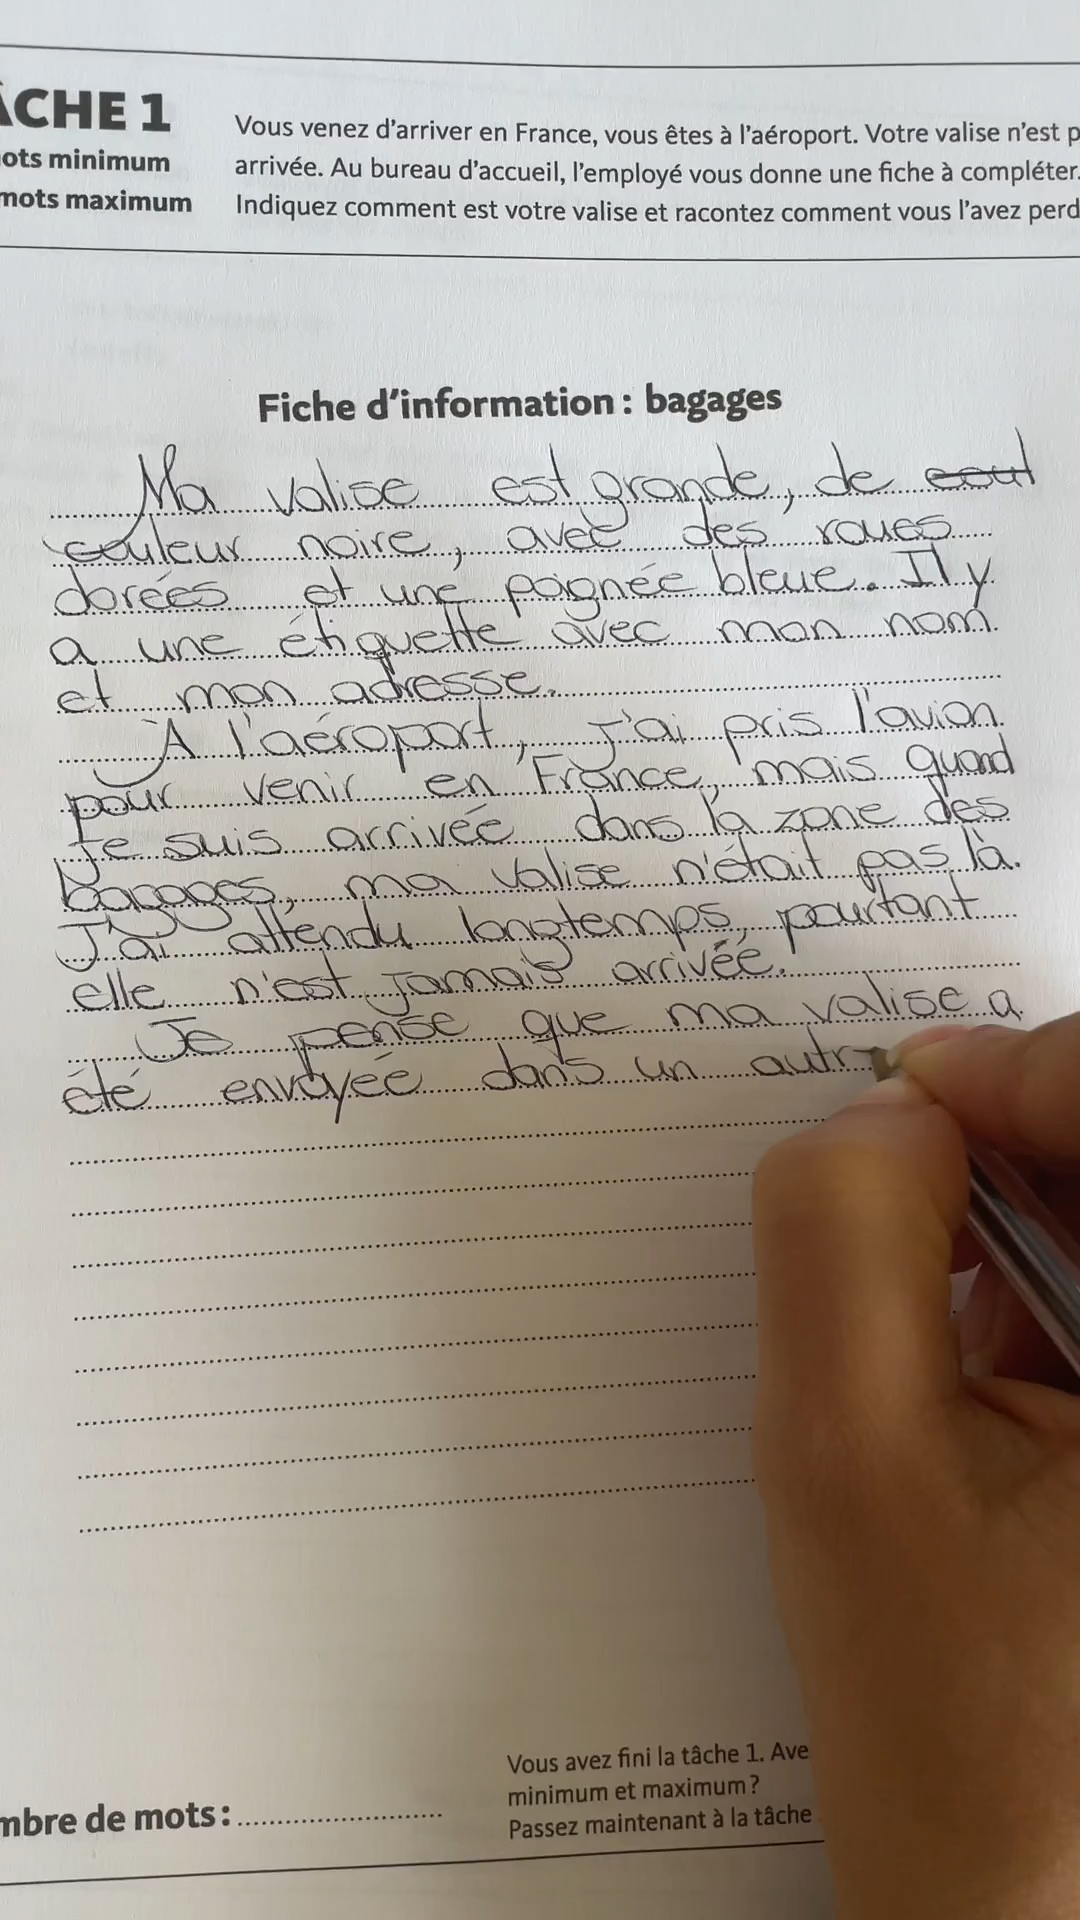 ÂCHE 1
ots minimum
mots maximum
Vous venez d'arriver en France, vous êtes à l'aéroport. Votre valise n'est p
arrivée. Au bureau d'accueil, l'employé vous donne une fiche à compléter.
Indiquez comment est votre valise et racontez comment vous l'avez perd
Fiche d'information : bagages
Ma valise est grande, de coul
couleur noire, avec des roues
dorées et une poignée bleue. Il y
a une étiquette avec mon nom
et mon adresse.
À l'aéroport, j'ai pris l'avion
pour venir en France, mais quand
je suis arrivée dans la zone des
bagages, ma valise n'était pas là.
J'ai attendu longtemps, pourtant
elle n'est jamais arrivée.
Je pense que ma valise a
été envoyée dans un autr
mbre de mots :
Vous avez fini la tâche 1. Ave
minimum et maximum ?
Passez maintenant à la tâche